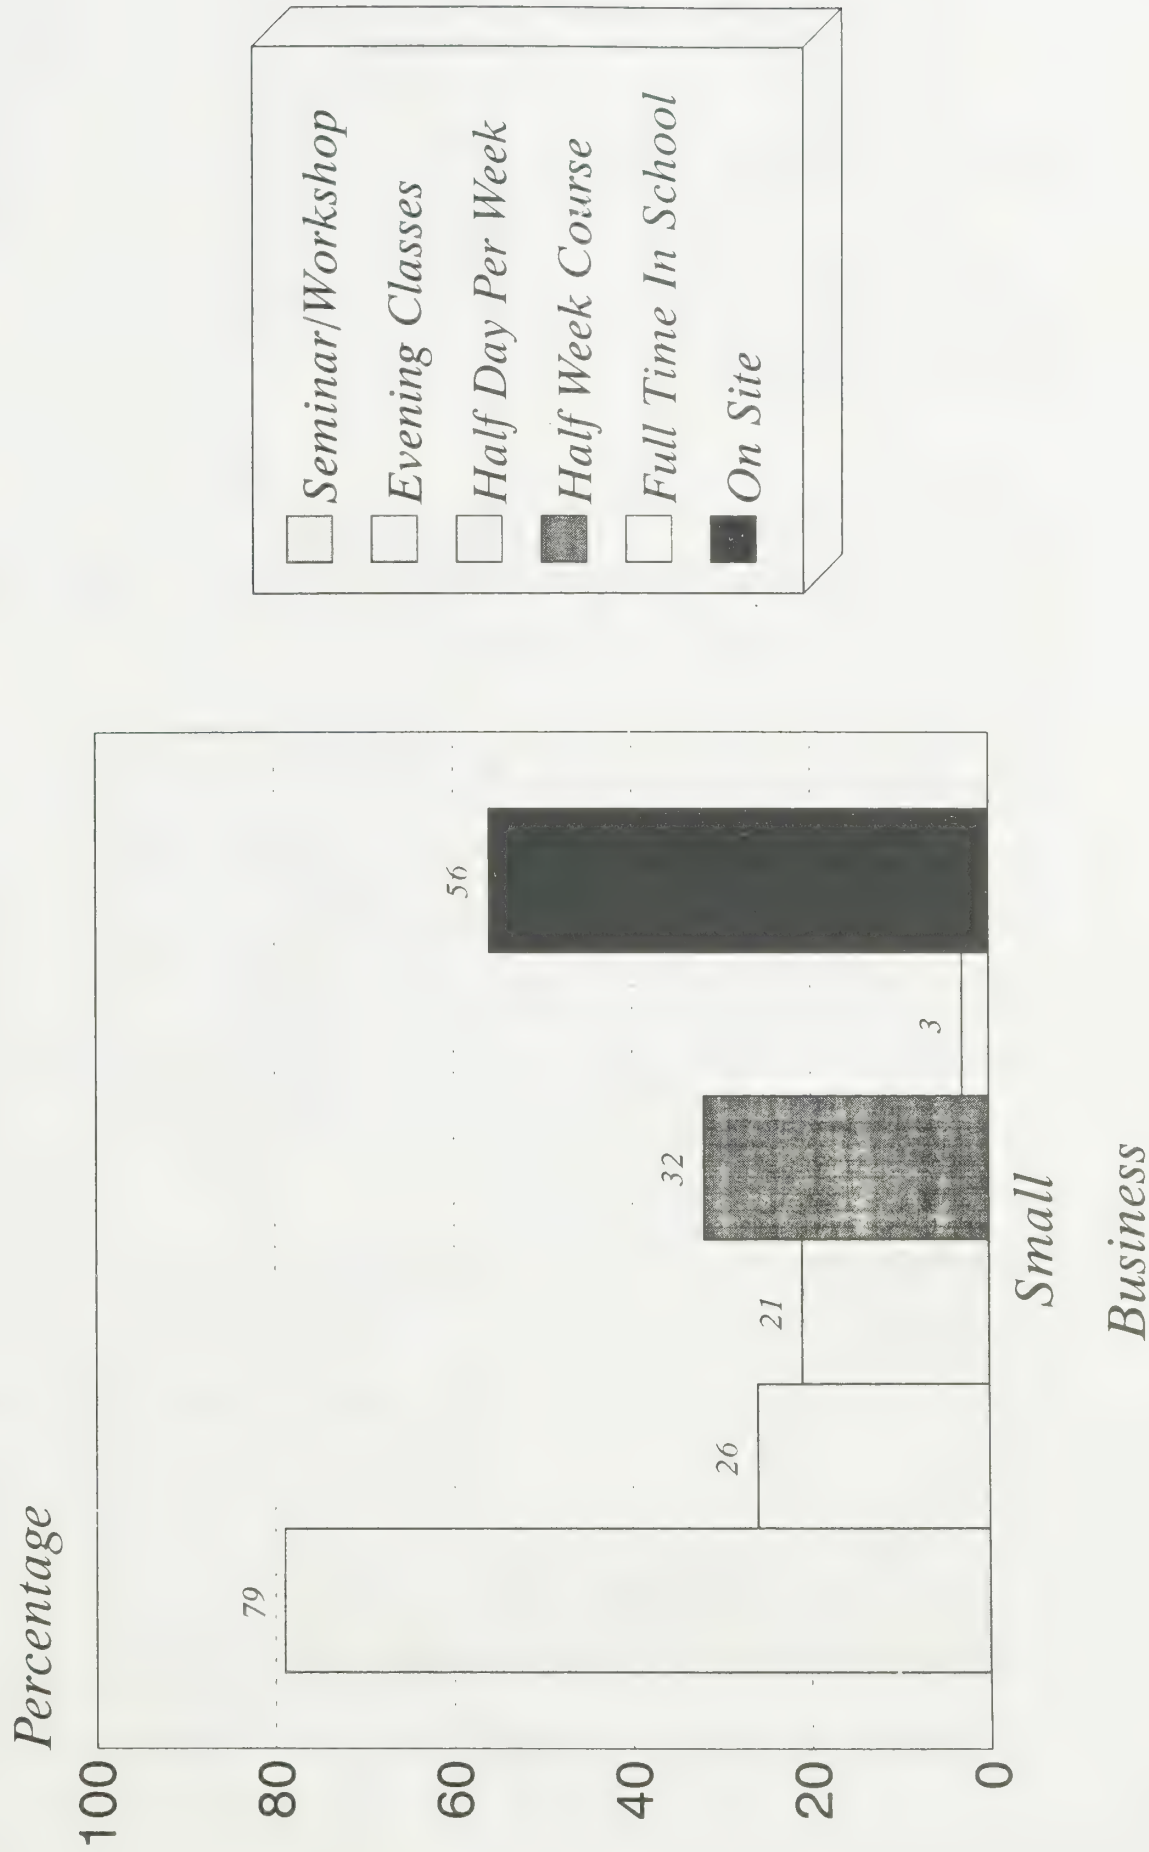 Percentage
100
80
60
40
20
0
79
26
21
32
3
56
Small
Business
Seminar/Workshop
Evening Classes
Half Day Per Week
Half Week Course
Full Time In School
On Site